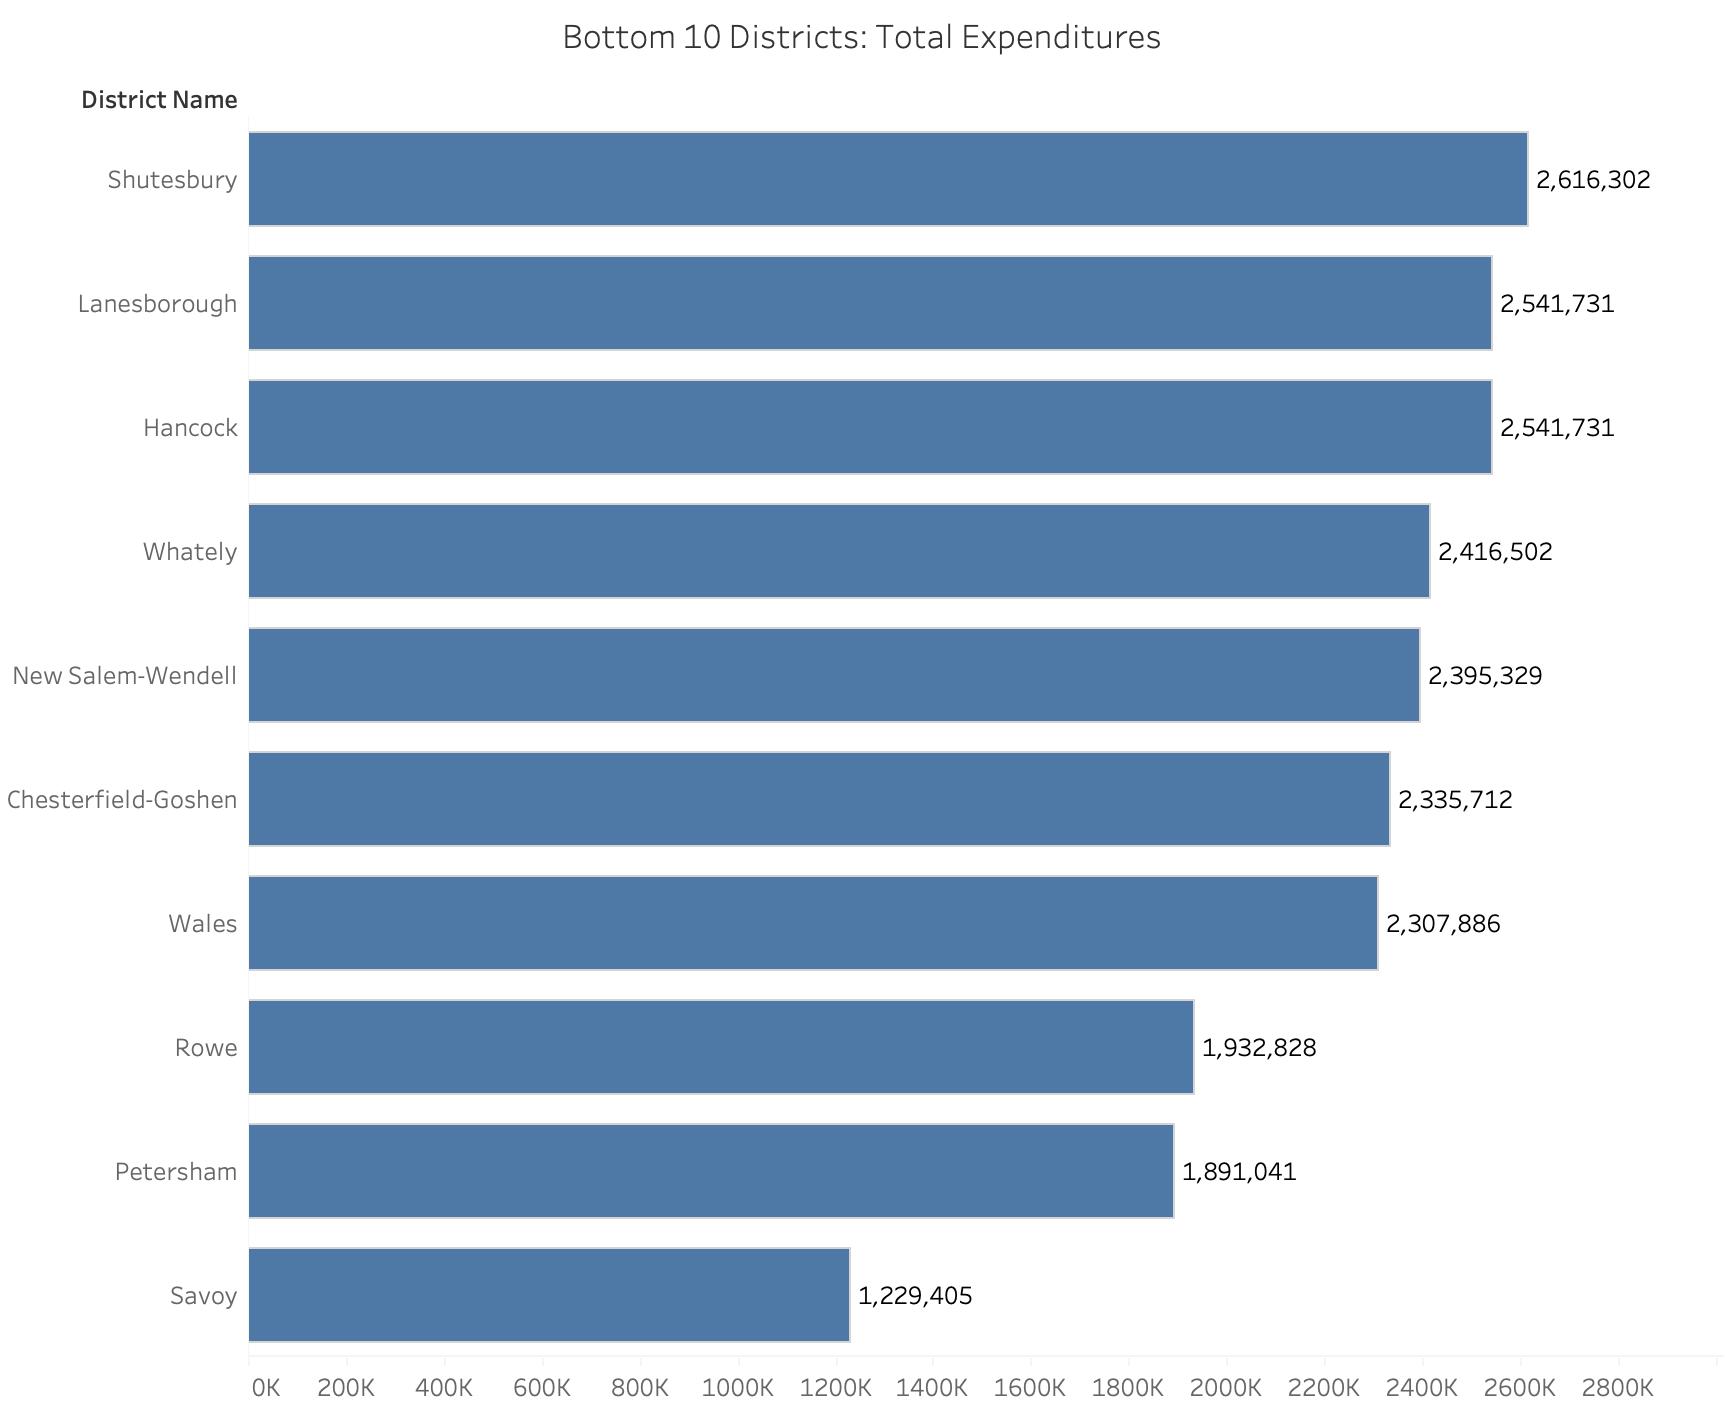 Bottom 10 Districts: Total Expenditures
District Name
Shutesbury 2,616,302
Lanesborough 2,541,731
Hancock 2,541,731
Whately 2,416,502
New Salem-Wendell 2,395,329
Chesterfield-Goshen 2,335,712
Wales 2,307,886
Rowe 1,932,828
Petersham 1,891,041
Savoy 1,229,405
0K 200K 400K 600K 800K 1000K 1200K 1400K 1600K 1800K 2000K 2200K 2400K 2600K 2800K